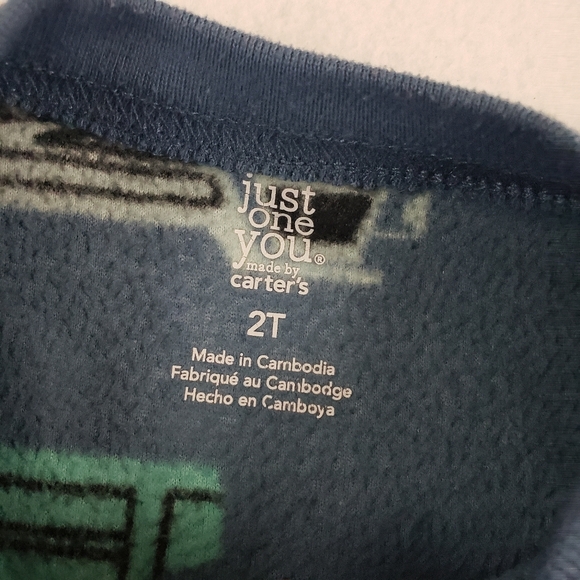 just
one
you®
made by
carter's
2T
Made in Cambodia
Fabriqué au Cambodge
Hecho en Camboya